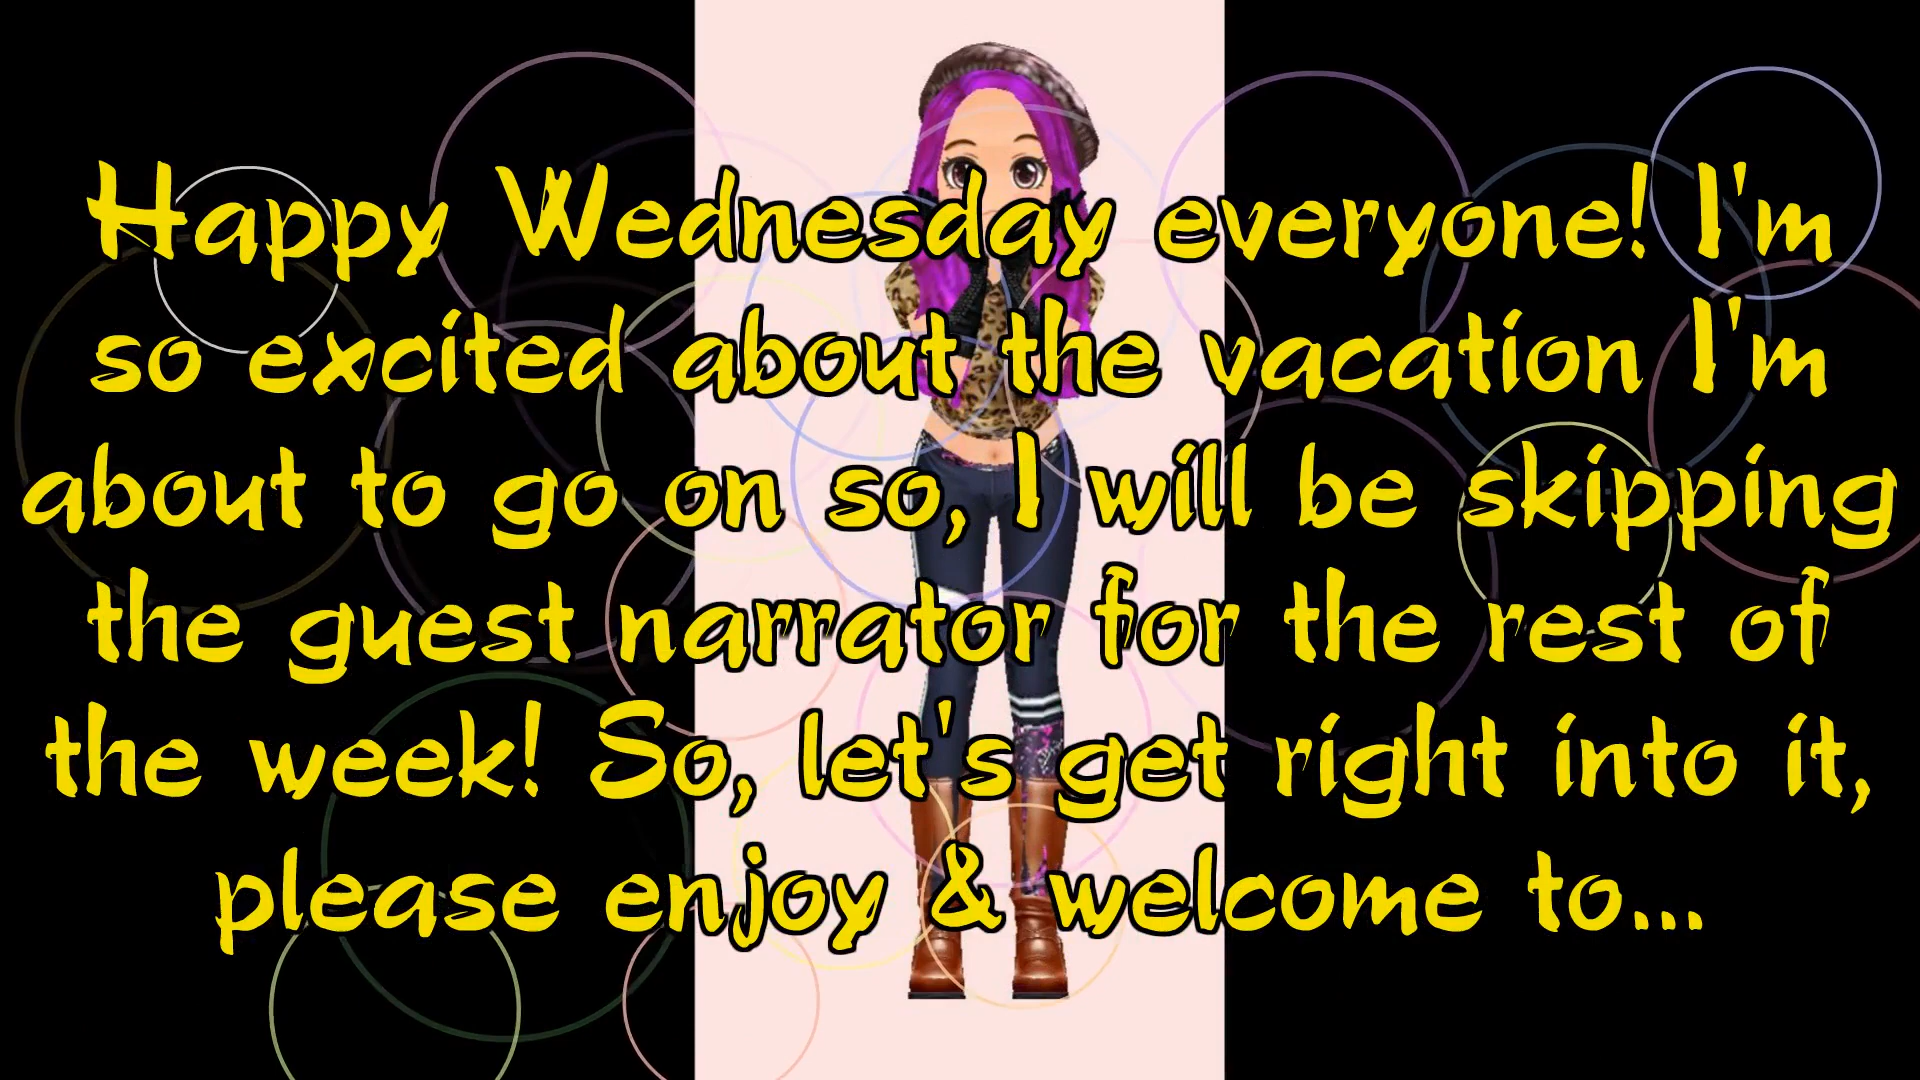 Happy Wednesday everyone! I'm
so excited about the vacation I'm
about to go on so, I will be skipping
the guest narrator for the rest of
the week! So, let's get right into it,
please enjoy & welcome to...